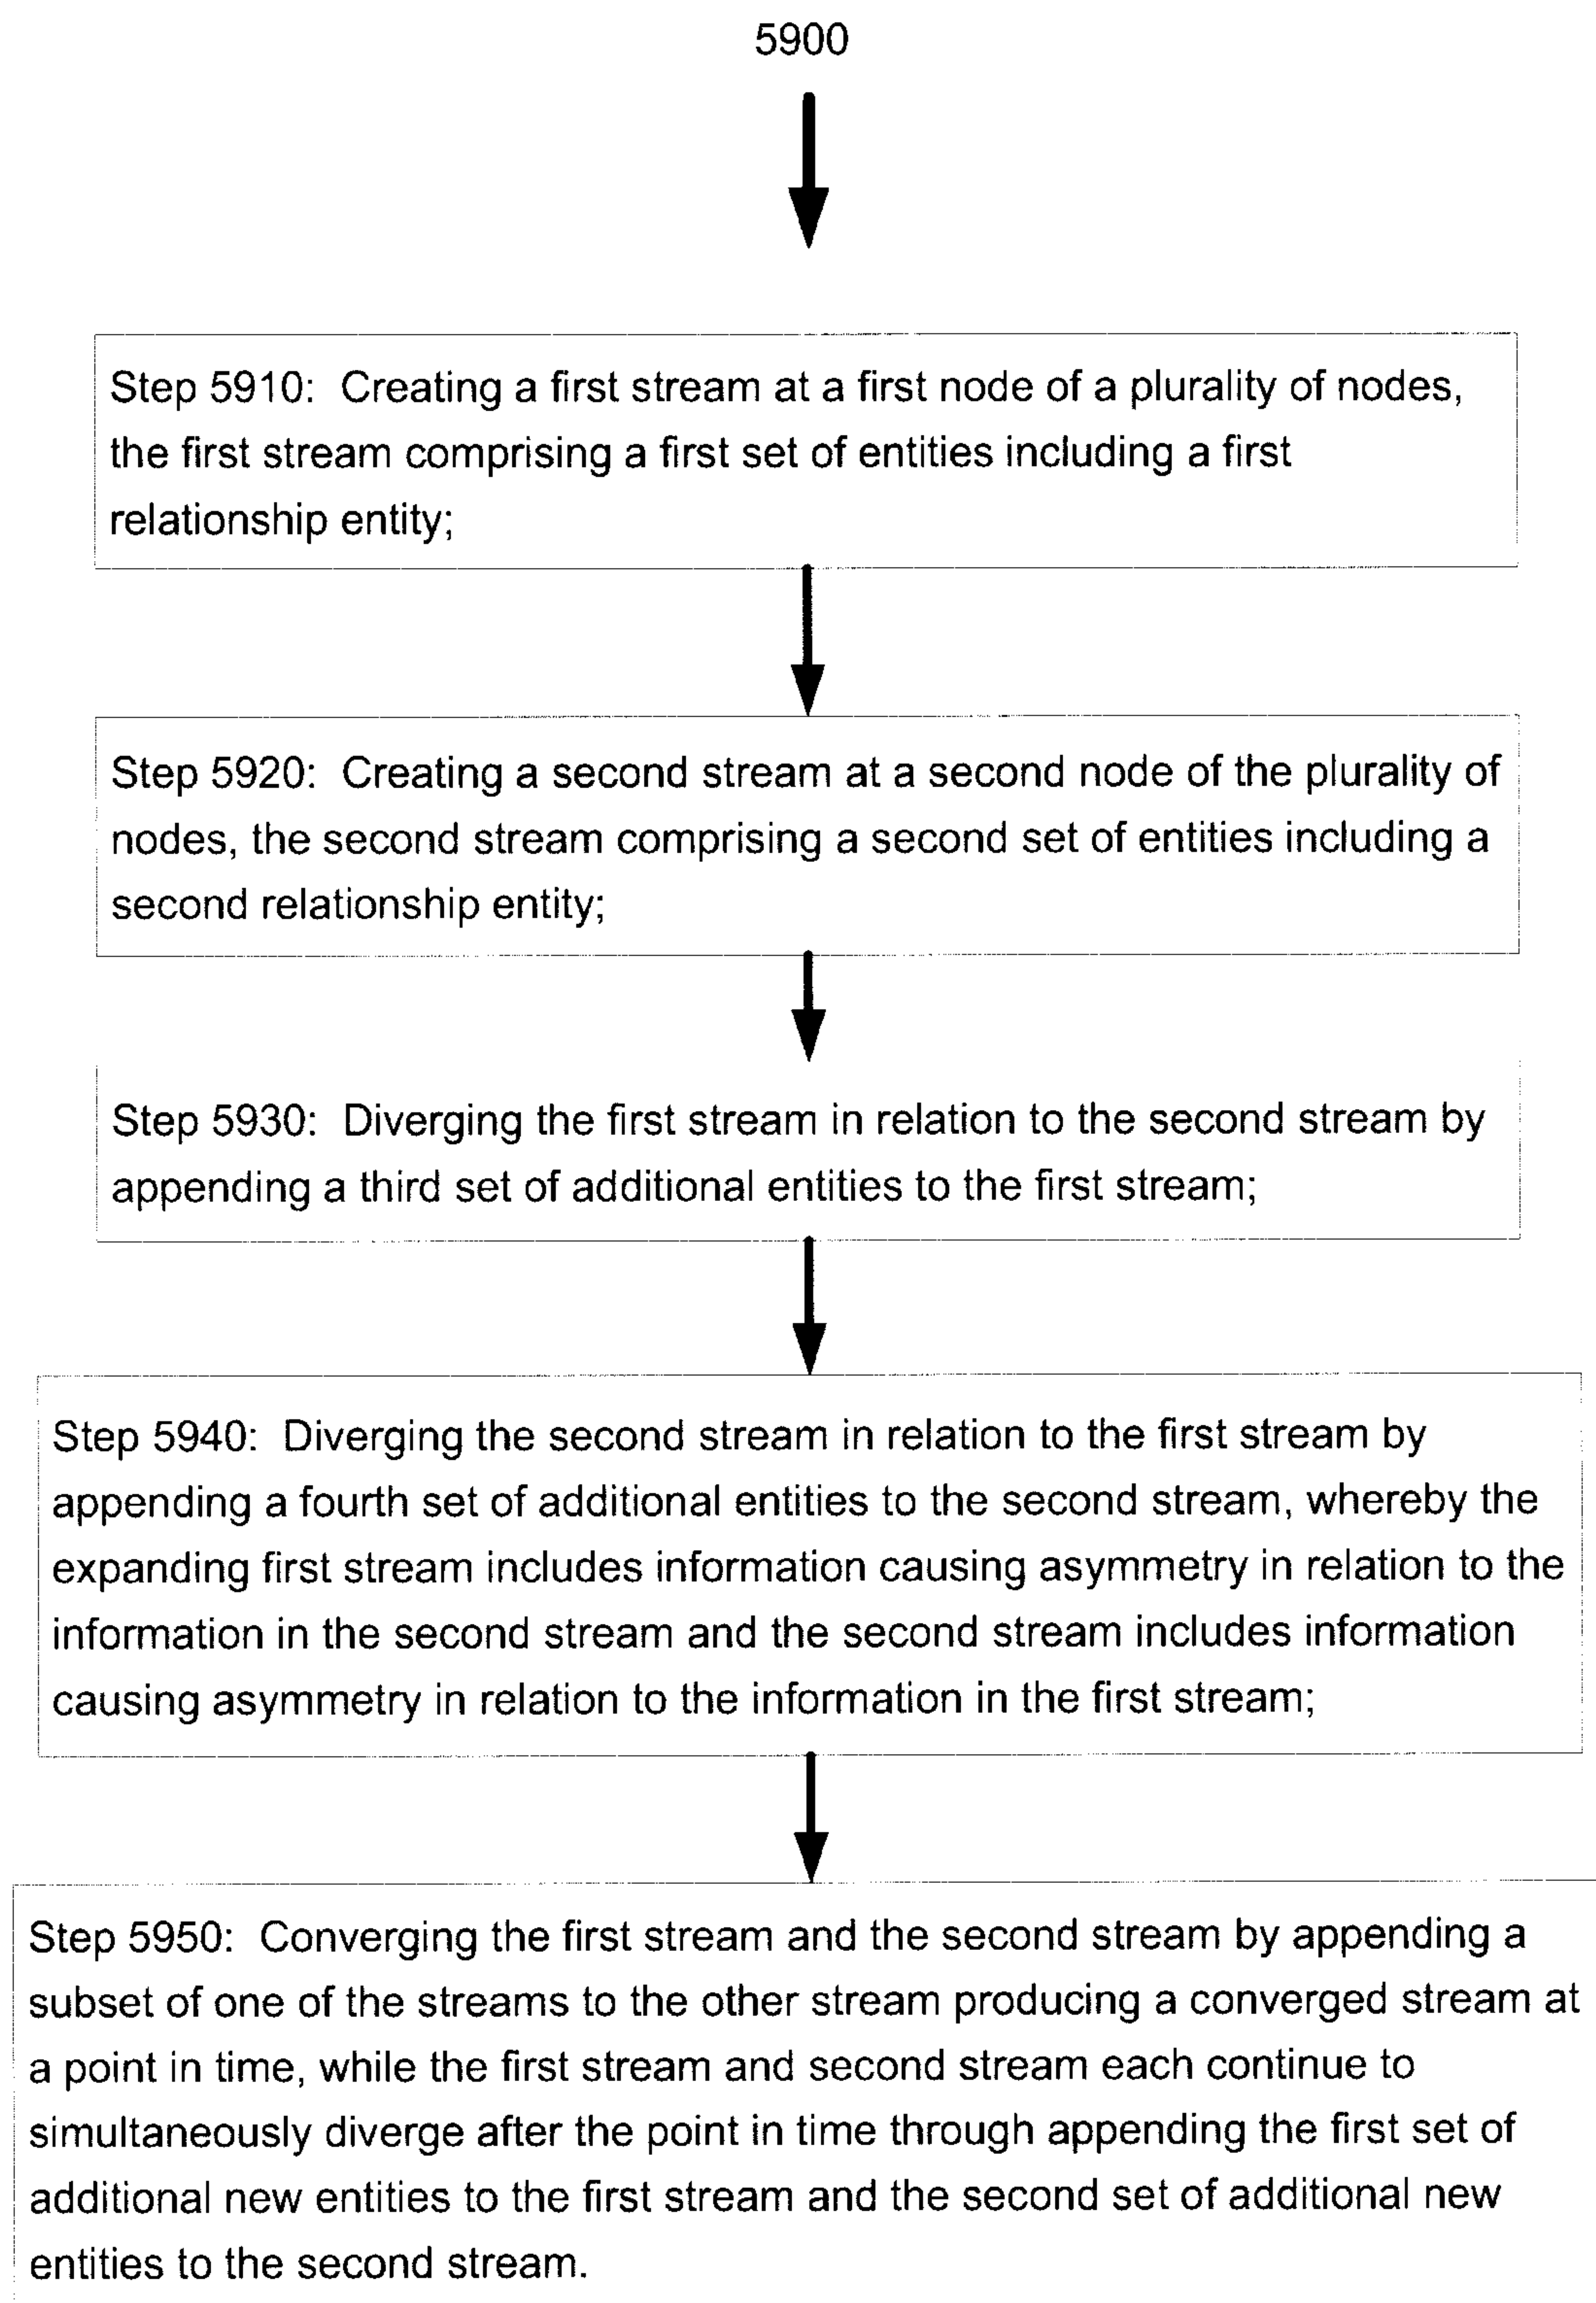 5900
Step 5910:  Creating a first stream at a first node of a plurality of nodes,
the first stream comprising a first set of entities including a first
relationship entity;
Step 5920:  Creating a second stream at a second node of the plurality of
nodes, the second stream comprising a second set of entities including a
second relationship entity;
Step 5930:  Diverging the first stream in relation to the second stream by
appending a third set of additional entities to the first stream;
Step 5940:  Diverging the second stream in relation to the first stream by
appending a fourth set of additional entities to the second stream, whereby the
expanding first stream includes information causing asymmetry in relation to the
information in the second stream and the second stream includes information
causing asymmetry in relation to the information in the first stream;
Step 5950:  Converging the first stream and the second stream by appending a
subset of one of the streams to the other stream producing a converged stream at
a point in time, while the first stream and second stream each continue to
simultaneously diverge after the point in time through appending the first set of
additional new entities to the first stream and the second set of additional new
entities to the second stream.